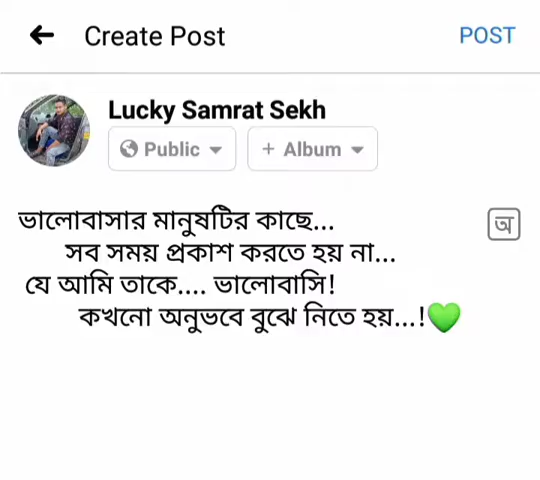 Create Post
POST
Lucky Samrat Sekh
Public
+ Album
ভালোবাসার মানুষটির কাছে...
অ
সব সময় প্রকাশ করতে হয় না...
যে আমি তাকে.... ভালোবাসি!
কখনো অনুভবে বুঝে নিতে হয়...!💚